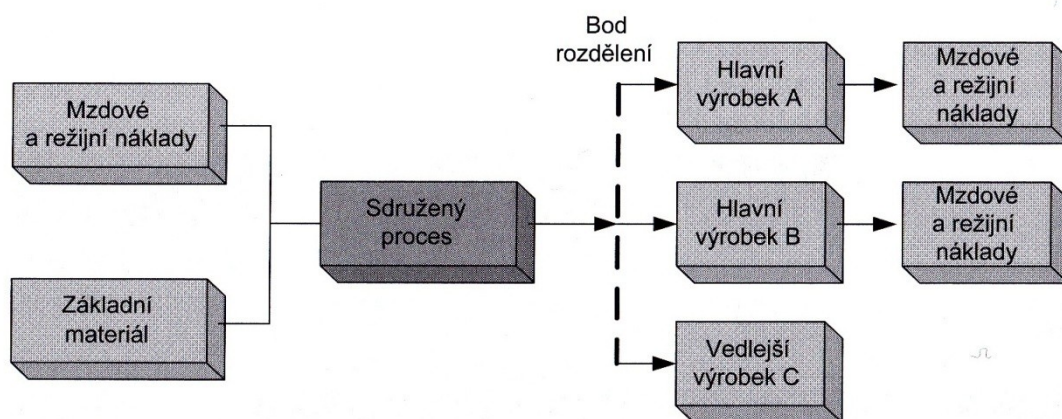 Bod
rozdělení
Mzdové
a režijní náklady
Základní
materiál
Sdružený
proces
Hlavní
výrobek A
Mzdové
a režijní
náklady
Hlavní
výrobek B
Mzdové
a režijní
náklady
Vedlejší
výrobek C